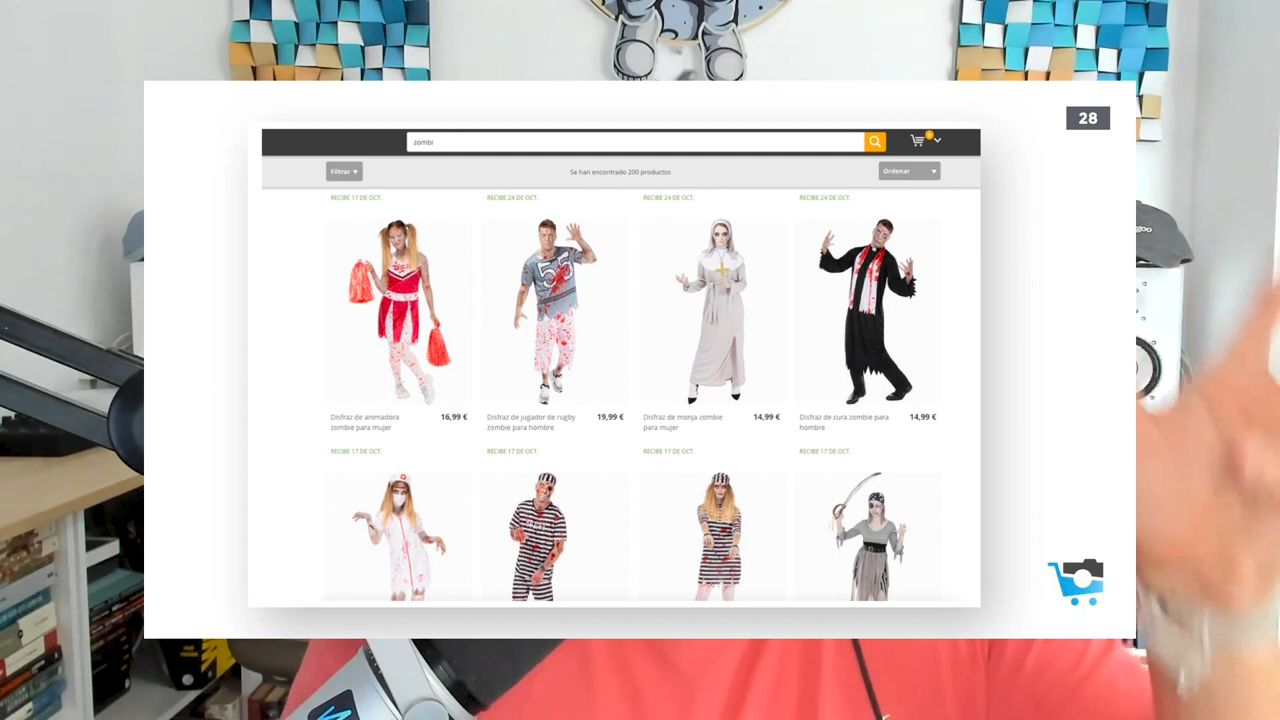 28
zombi
0
Filtrar ▾
Se han encontrado 200 productos
Ordenar ▾
RECIBE 17 DE OCT.
RECIBE 24 DE OCT.
RECIBE 24 DE OCT.
RECIBE 24 DE OCT.
55
Disfraz de animadora
zombie para mujer
16,99 €
Disfraz de jugador de rugby
zombie para hombre
19,99 €
Disfraz de monja zombie
para mujer
14,99 €
Disfraz de cura zombie para
hombre
14,99 €
RECIBE 17 DE OCT.
RECIBE 17 DE OCT.
RECIBE 17 DE OCT.
RECIBE 17 DE OCT.